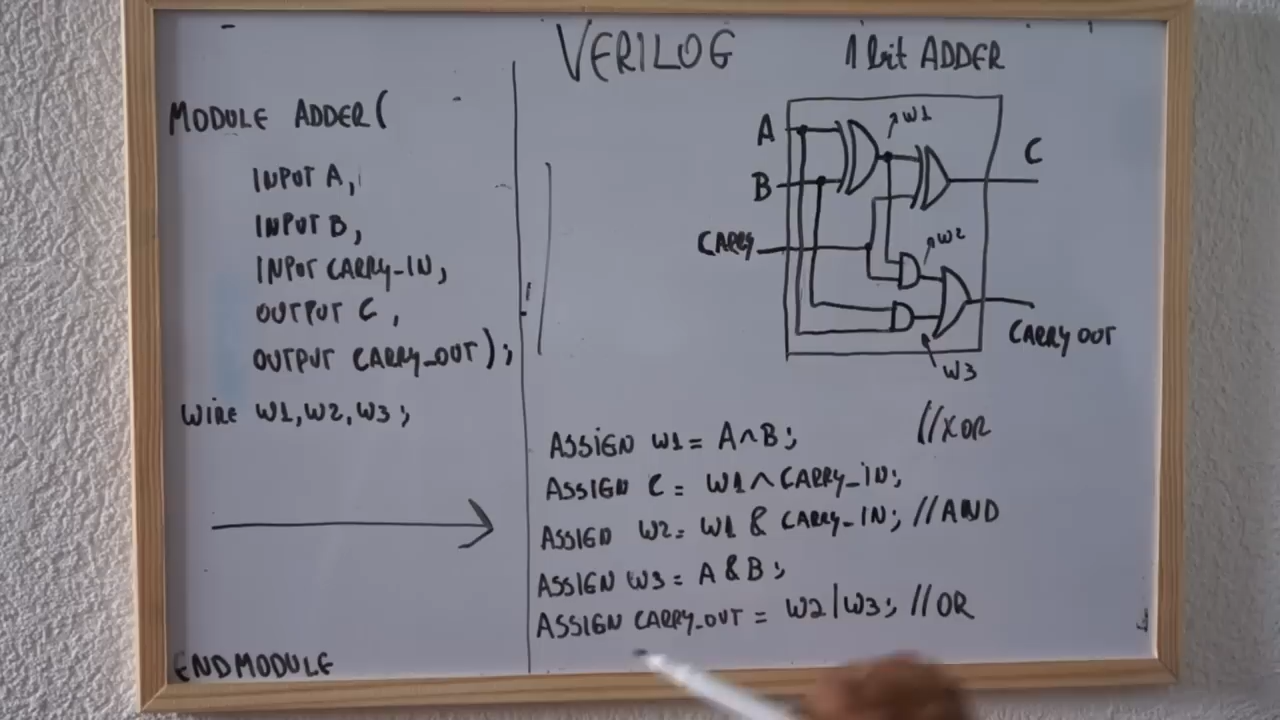 VERILOG
1 bit ADDER
MODULE ADDER(
INPUT A,
INPUT B,
INPUT CARRY_IN,
OUTPUT C,
OUTPUT CARRY_OUT);
WIRE W1,W2,W3;
ENDMODULE
A
B
CARRY
W1
W2
W3
C
CARRY OUT
ASSIGN W1 = A^B; //XOR
ASSIGN C = W1^CARRY_IN;
ASSIGN W2 = W1 & CARRY_IN; //AND
ASSIGN W3 = A & B;
ASSIGN CARRY_OUT = W2|W3; //OR